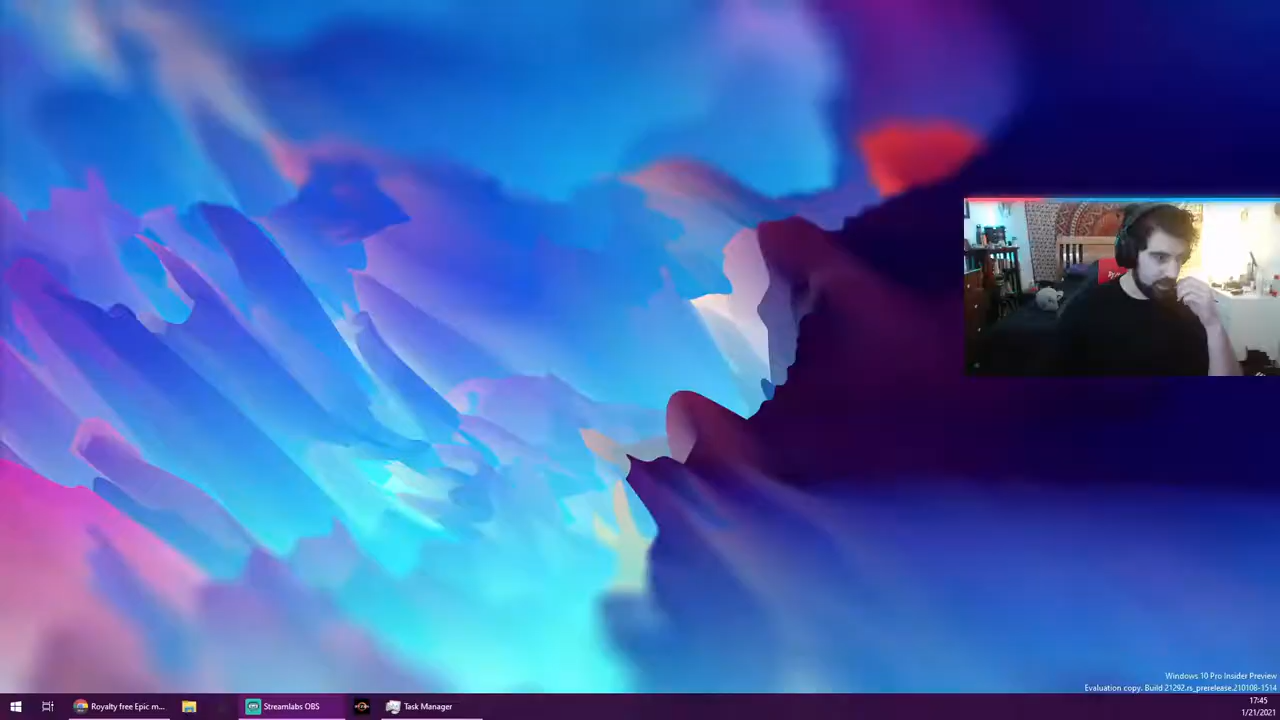 Windows 10 Pro Insider Preview
Evaluation copy. Build 21292.rs_prerelease.210108-1514
Royalty free Epic m...
Streamlabs OBS
Task Manager
17:45
1/21/2021